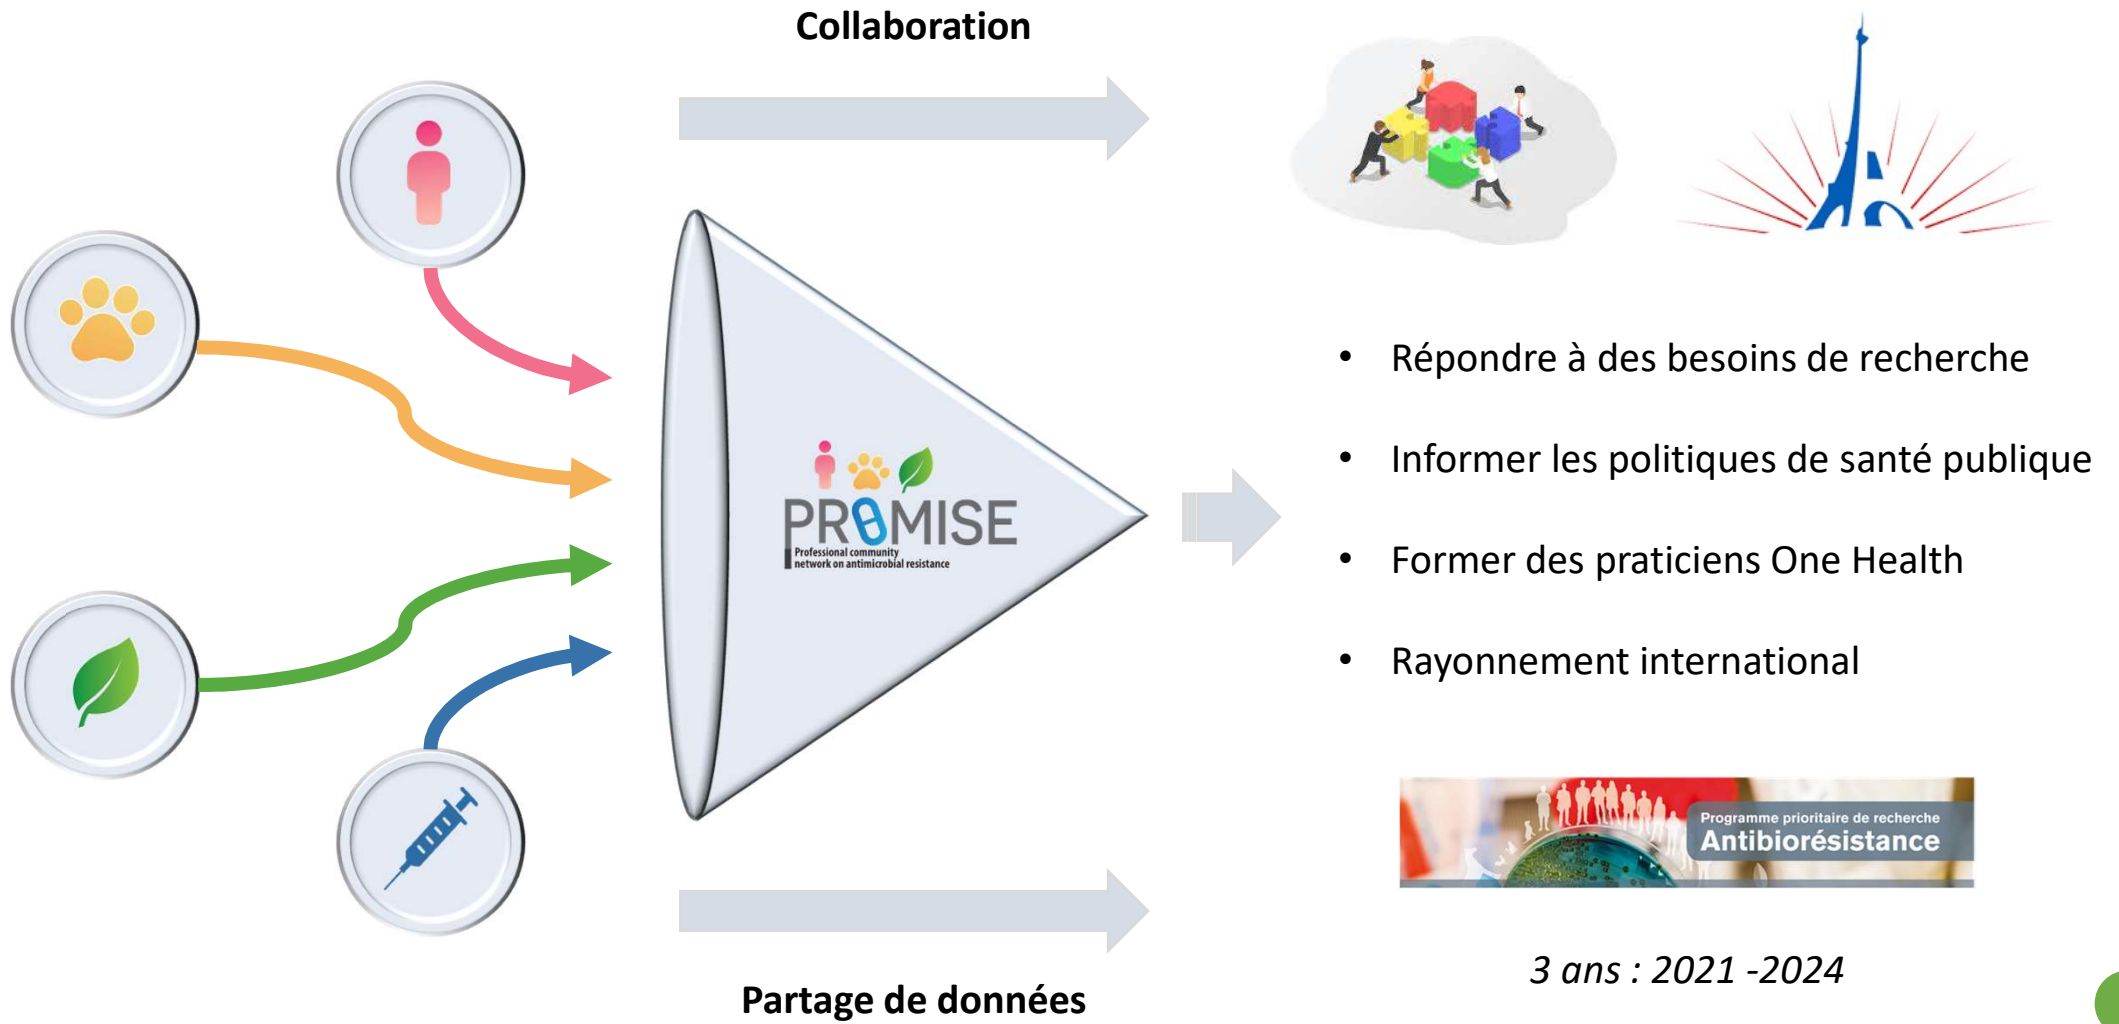 Collaboration
PROMISE
Professional community
network on antimicrobial resistance
• Répondre à des besoins de recherche
• Informer les politiques de santé publique
• Former des praticiens One Health
• Rayonnement international
Programme prioritaire de recherche
Antibiorésistance
3 ans : 2021 -2024
Partage de données